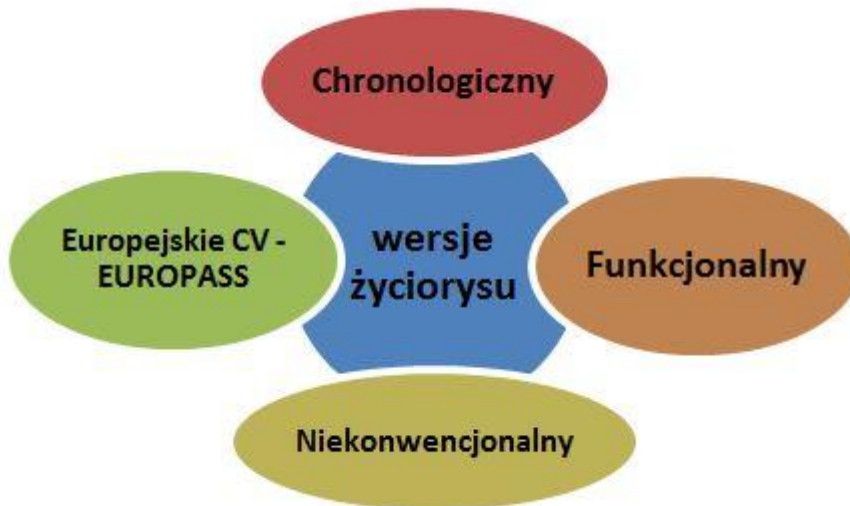 Chronologiczny
Europejskie CV -
EUROPASS
wersje
życiorysu
Funkcjonalny
Niekonwencjonalny